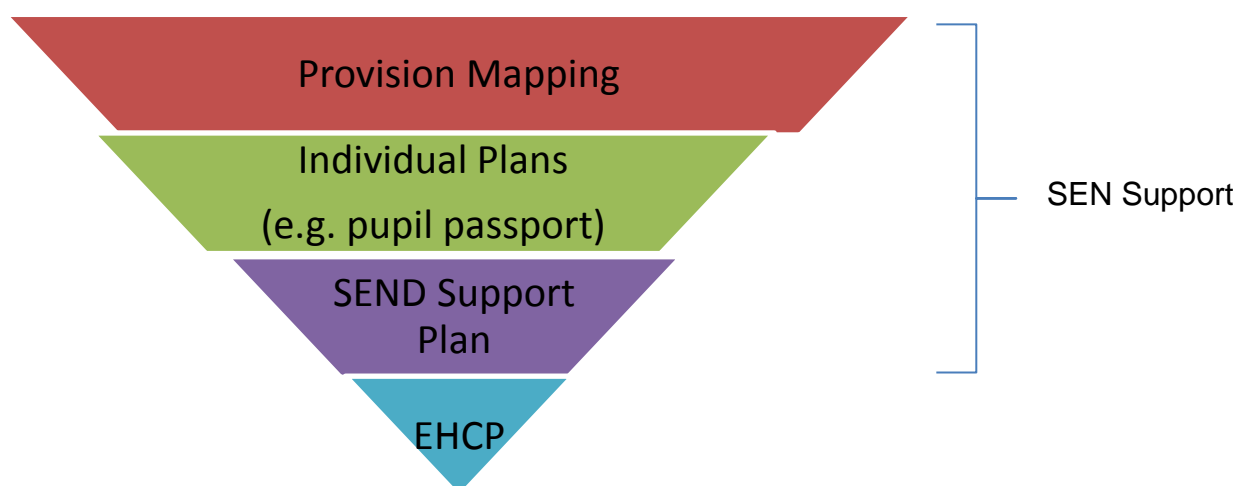 Provision Mapping
Individual Plans
(e.g. pupil passport)
SEN Support
SEND Support
Plan
EHCP